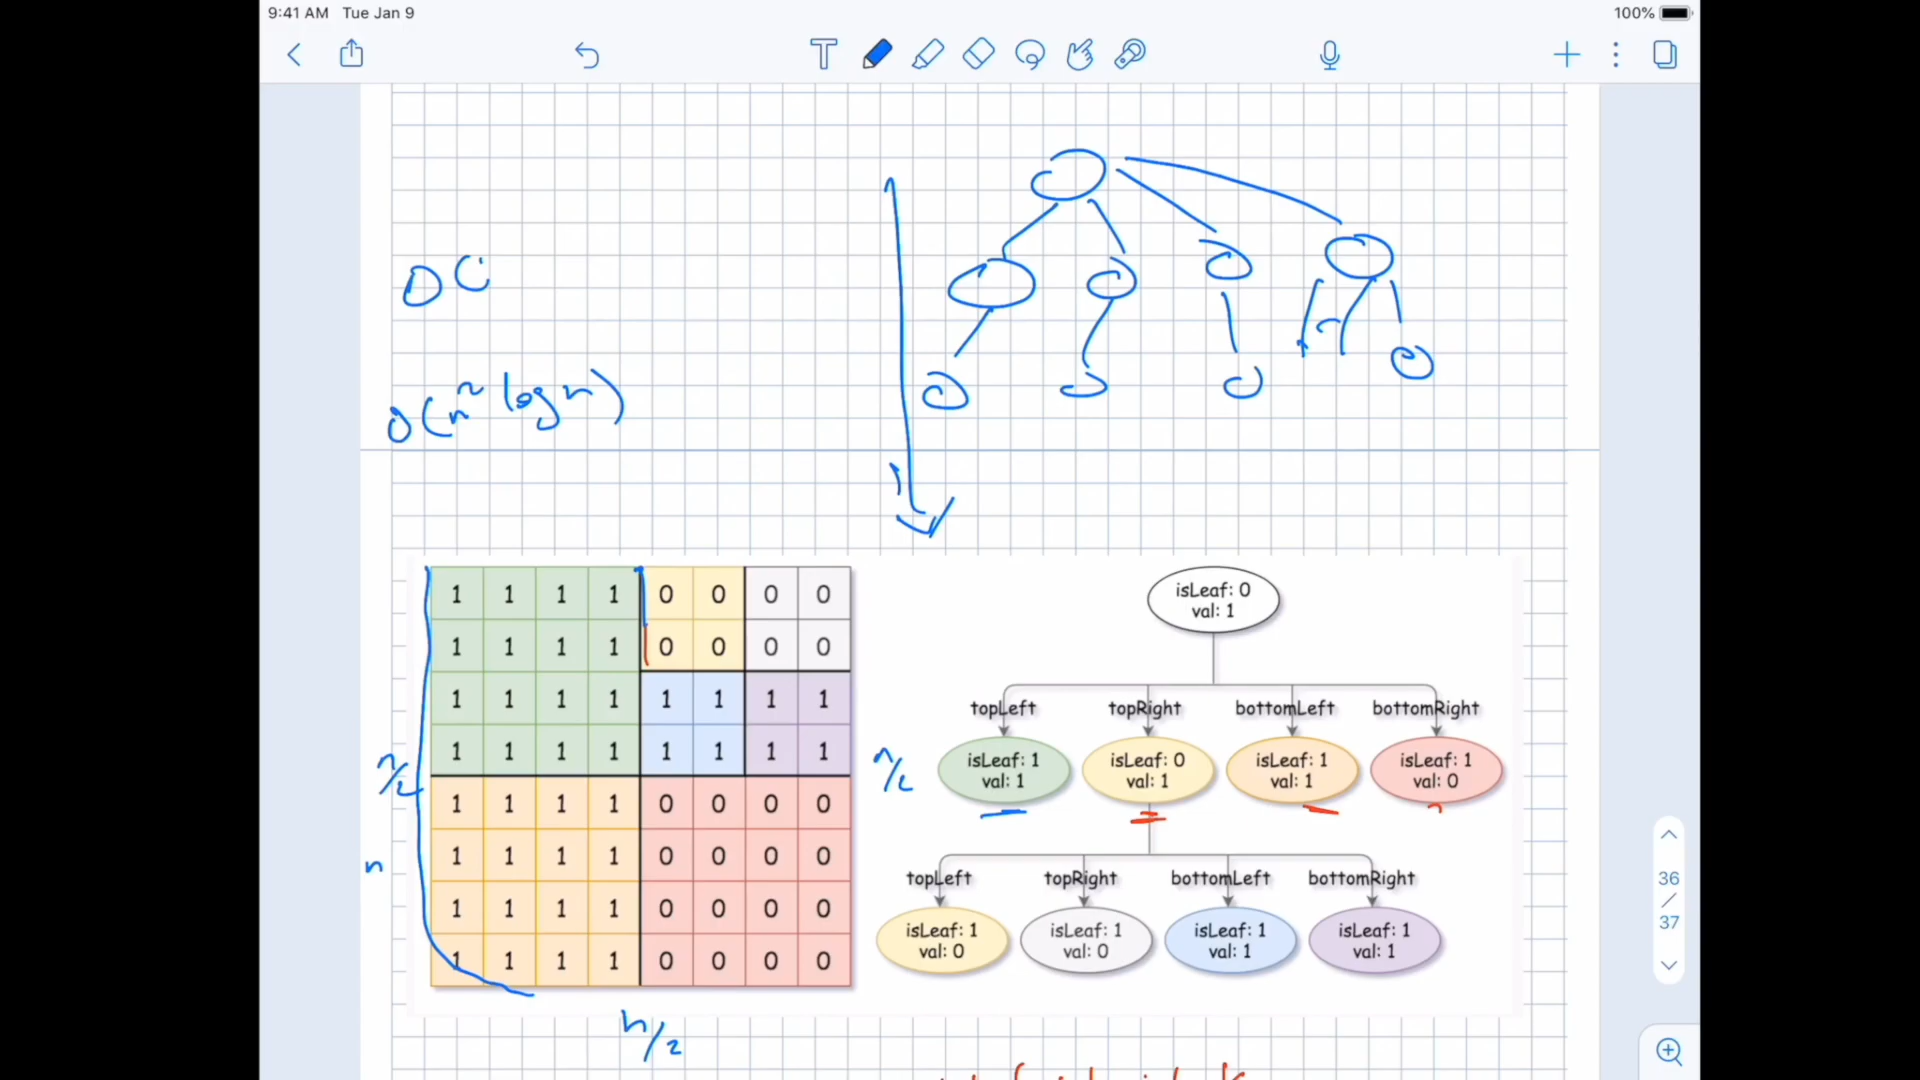 9:41 AM Tue Jan 9
100%
DC
O(n² log n)
1 1 1 1 0 0 0 0
1 1 1 1 0 0 0 0
1 1 1 1 1 1 1 1
1 1 1 1 1 1 1 1
1 1 1 1 0 0 0 0
1 1 1 1 0 0 0 0
1 1 1 1 0 0 0 0
1 1 1 1 0 0 0 0
n/2
n
n/2
n/2
isLeaf: 0
val: 1
topLeft topRight bottomLeft bottomRight
isLeaf: 1
val: 1
isLeaf: 0
val: 1
isLeaf: 1
val: 1
isLeaf: 1
val: 0
topLeft topRight bottomLeft bottomRight
isLeaf: 1
val: 0
isLeaf: 1
val: 0
isLeaf: 1
val: 1
isLeaf: 1
val: 1
36
/
37